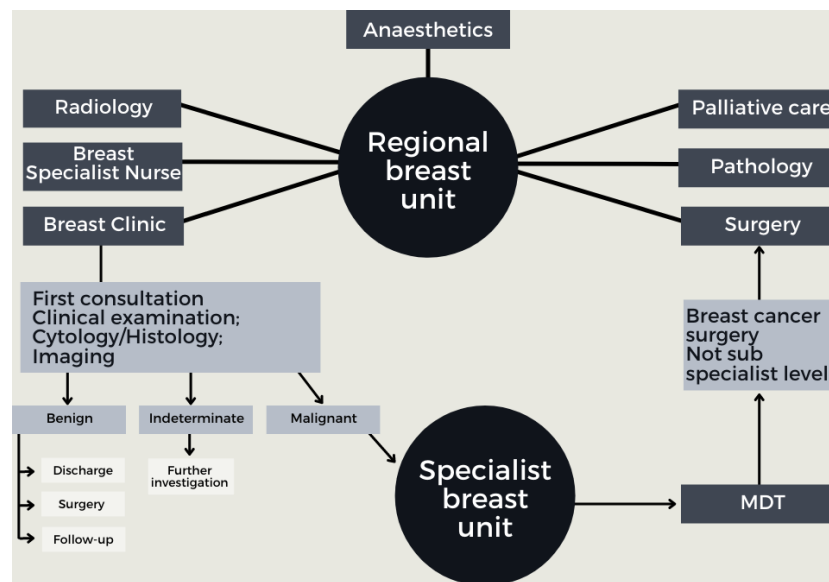 Anaesthetics
Radiology
Breast
Specialist Nurse
Breast Clinic
Regional
breast
unit
Palliative care
Pathology
Surgery
First consultation
Clinical examination;
Cytology/Histology;
Imaging
Breast cancer
surgery
Not sub
specialist level
Benign
Indeterminate
Malignant
Discharge
Surgery
Follow-up
Further
investigation
Specialist
breast
unit
MDT